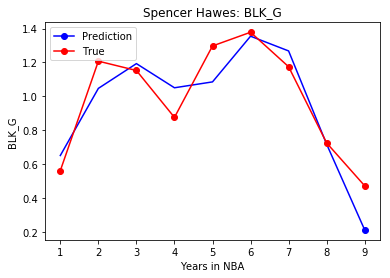 Spencer Hawes: BLK_G
Prediction
True
BLK_G
1.4
1.2
1.0
0.8
0.6
0.4
0.2
1 2 3 4 5 6 7 8 9
Years in NBA